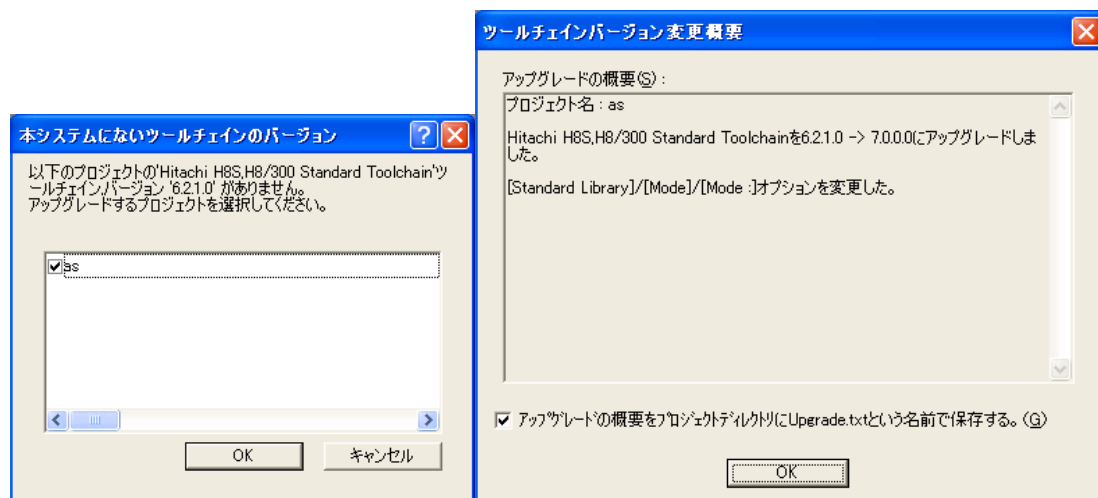 本システムにないツールチェインのバージョン
以下のプロジェクトの'Hitachi H8S,H8/300 Standard Toolchain'ツ
ールチェイン,バージョン '6.2.1.0' がありません。
アップグレードするプロジェクトを選択してください。
as
OK
キャンセル
ツールチェインバージョン変更概要
アップグレードの概要(S):
プロジェクト名 : as
Hitachi H8S,H8/300 Standard Toolchainを6.2.1.0 -> 7.0.0.0にアップグレードしま
した。
[Standard Library]/[Mode]/[Mode :]オプションを変更した。
アップグレードの概要をプロジェクトディレクトリにUpgrade.txtという名前で保存する。(G)
OK